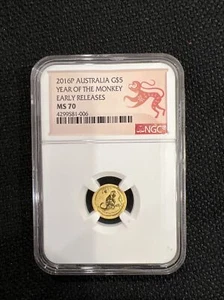 2016P AUSTRALIA G$5
YEAR OF THE MONKEY
EARLY RELEASES
MS 70
4299581-006
NGC